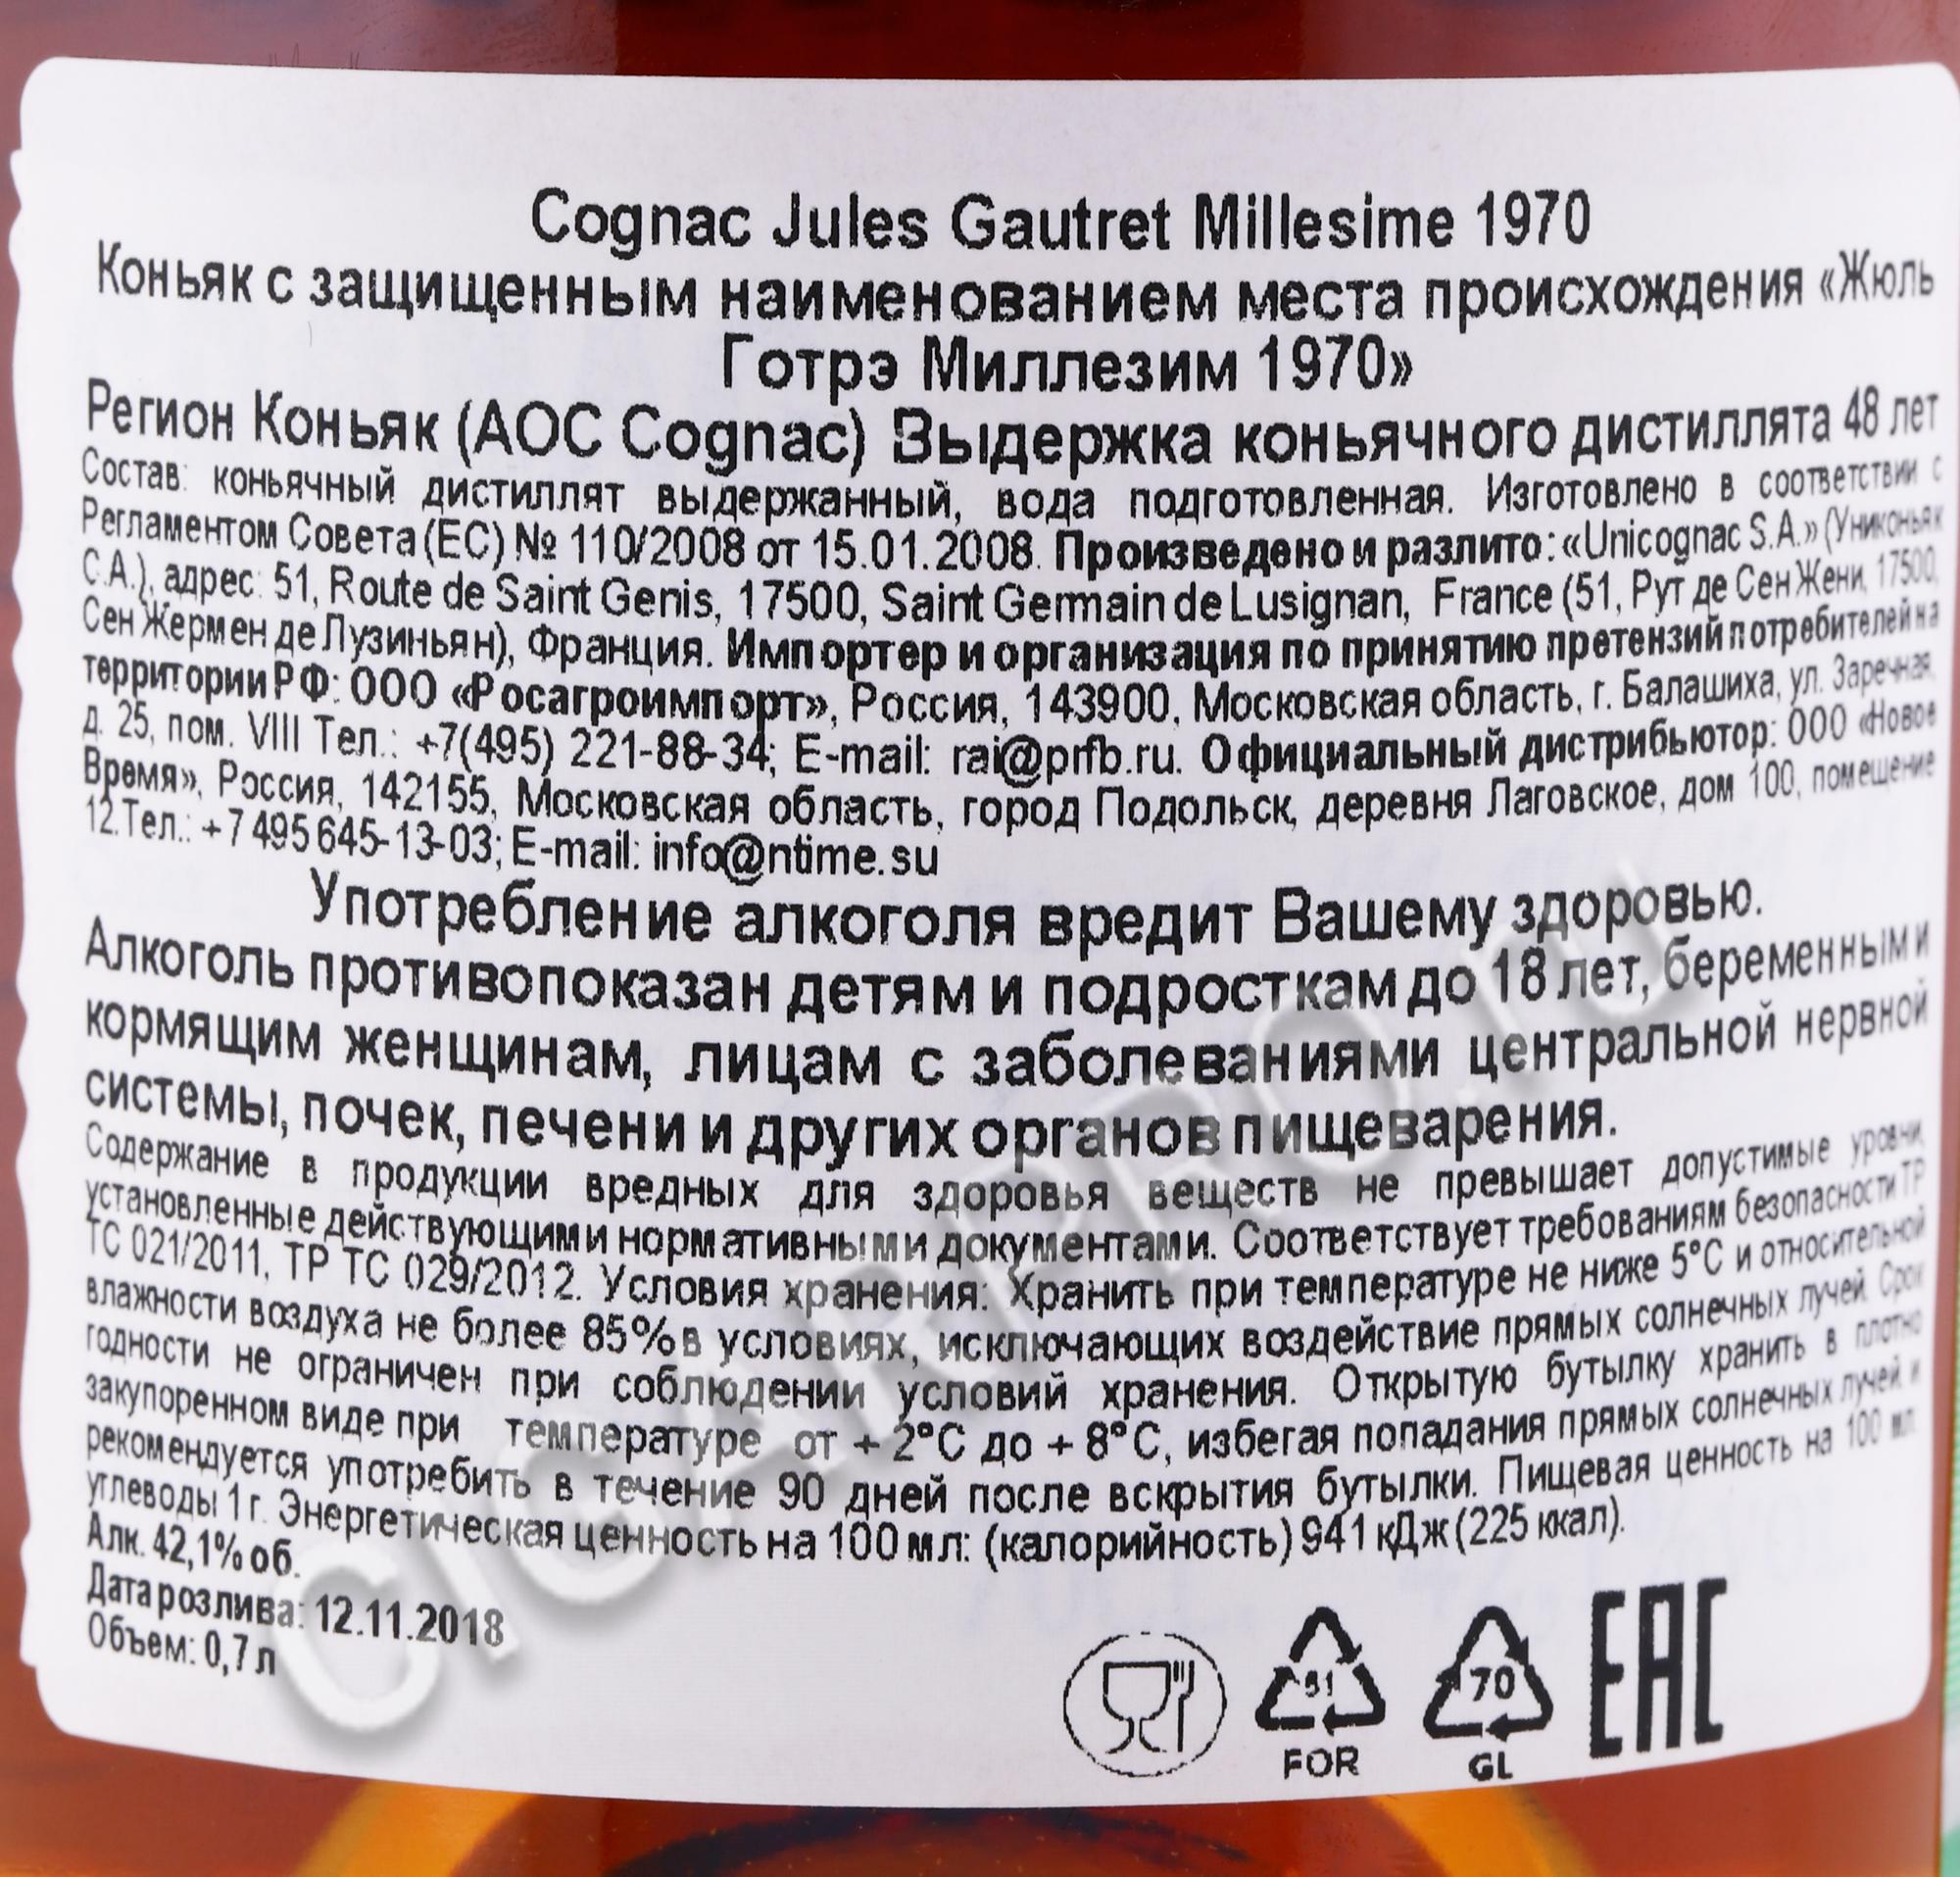 Cognac Jules Gautret Millesime 1970
Коньяк с защищенным наименованием места происхождения «Жюль
Готрэ Миллезим 1970»
Регион Коньяк (AOC Cognac) Выдержка коньячного дистиллята 48 лет
Состав: коньячный дистиллят выдержанный, вода подготовленная. Изготовлено в соответствии с
Регламентом Совета (ЕС) № 110/2008 от 15.01.2008. Произведено и разлито: «Unicognac S.A.» (Униконьяк
С.А.), адрес: 51, Route de Saint Genis, 17500, Saint Germain de Lusignan, France (51, Рут де Сен Жени, 17500,
Сен Жермен де Лузиньян), Франция. Импортер и организация по принятию претензий потребителей на
территории РФ: ООО «Росагроимпорт», Россия, 143900, Московская область, г. Балашиха, ул. Заречная,
д. 25, пом. VIII Тел.: +7(495) 221-88-34; E-mail: rai@prfb.ru. Официальный дистрибьютор: ООО «Новое
Время», Россия, 142155, Московская область, город Подольск, деревня Лаговское, дом 100, помещение
12.Тел.: +7 495 645-13-03; E-mail: info@ntime.su
Употребление алкоголя вредит Вашему здоровью.
Алкоголь противопоказан детям и подросткам до 18 лет, беременным и
кормящим женщинам, лицам с заболеваниями центральной нервной
системы, почек, печени и других органов пищеварения.
Содержание в продукции вредных для здоровья веществ не превышает допустимые уровни,
установленные действующими нормативными документами. Соответствует требованиям безопасности ТР
ТС 021/2011, ТР ТС 029/2012. Условия хранения: Хранить при температуре не ниже 5°С и относительной
влажности воздуха не более 85% в условиях, исключающих воздействие прямых солнечных лучей. Срок
годности не ограничен при соблюдении условий хранения. Открытую бутылку хранить в плотно
закупоренном виде при температуре от + 2°С до + 8°С, избегая попадания прямых солнечных лучей и
рекомендуется употребить в течение 90 дней после вскрытия бутылки. Пищевая ценность на 100 мл:
углеводы 1 г. Энергетическая ценность на 100 мл: (калорийность) 941 кДж (225 ккал).
Алк. 42,1% об.
Дата розлива: 12.11.2018
Объем: 0,7 л
51 70 EAC
FOR GL
CIGARPRO.ru